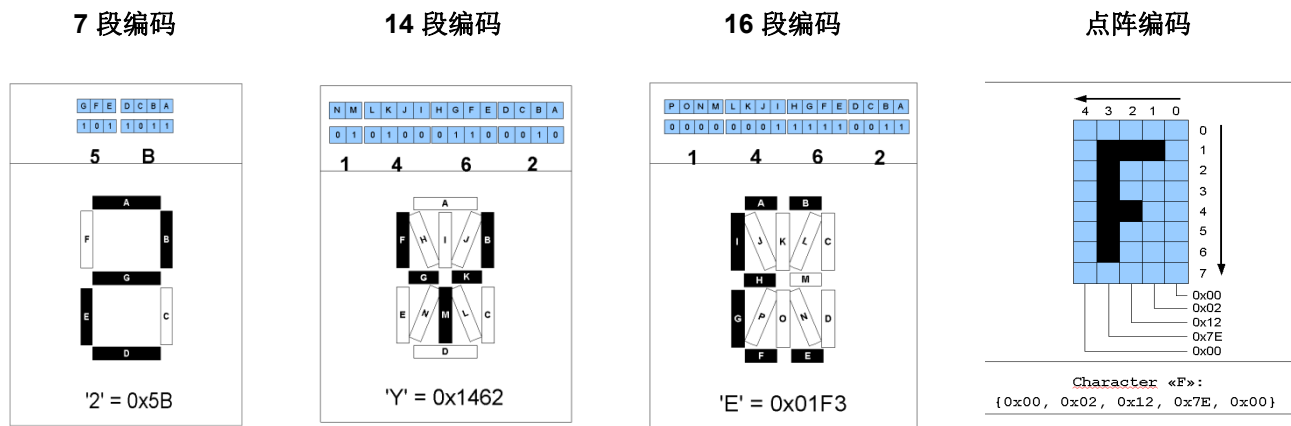 7 段编码
G F E D C B A
1 0 1 1 0 1 1
5 B
A
F B
G
E C
D
'2' = 0x5B
14 段编码
N M L K J I H G F E D C B A
0 1 0 1 0 0 0 1 1 0 0 0 1 0
1 4 6 2
A
F H I J B
G K
E N M L C
D
'Y' = 0x1462
16 段编码
P O N M L K J I H G F E D C B A
0 0 0 0 0 0 0 1 1 1 1 1 0 0 1 1
1 4 6 2
A B
I J K L C
H M
G P O N D
F E
'E' = 0x01F3
点阵编码
4 3 2 1 0
0
1
2
3
4
5
6
7
0x00
0x02
0x12
0x7E
0x00
Character «F»:
{0x00, 0x02, 0x12, 0x7E, 0x00}